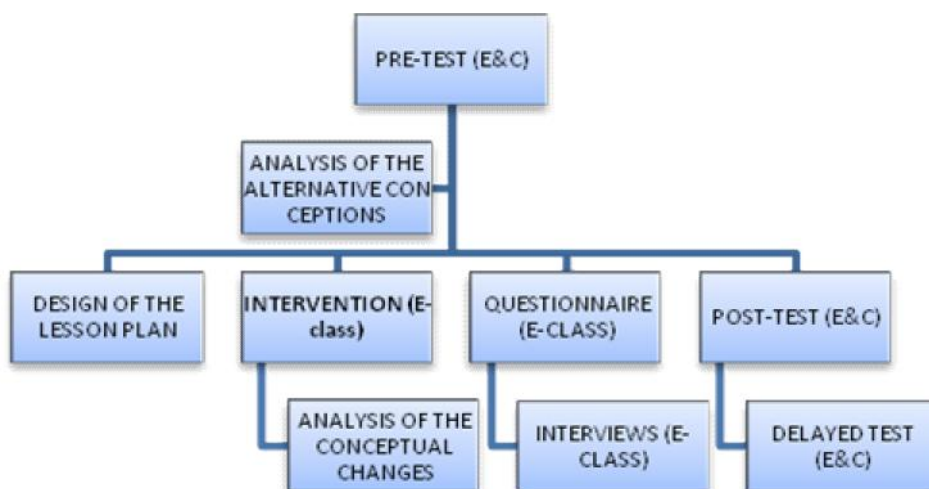 PRE-TEST (E&C)
ANALYSIS OF THE
ALTERNATIVE CON
CEPTIONS
DESIGN OF THE
LESSON PLAN
INTERVENTION (E-
class)
QUESTIONNAIRE
(E-CLASS)
POST-TEST (E&C)
ANALYSIS OF THE
CONCEPTUAL
CHANGES
INTERVIEWS (E-
CLASS)
DELAYED TEST
(E&C)